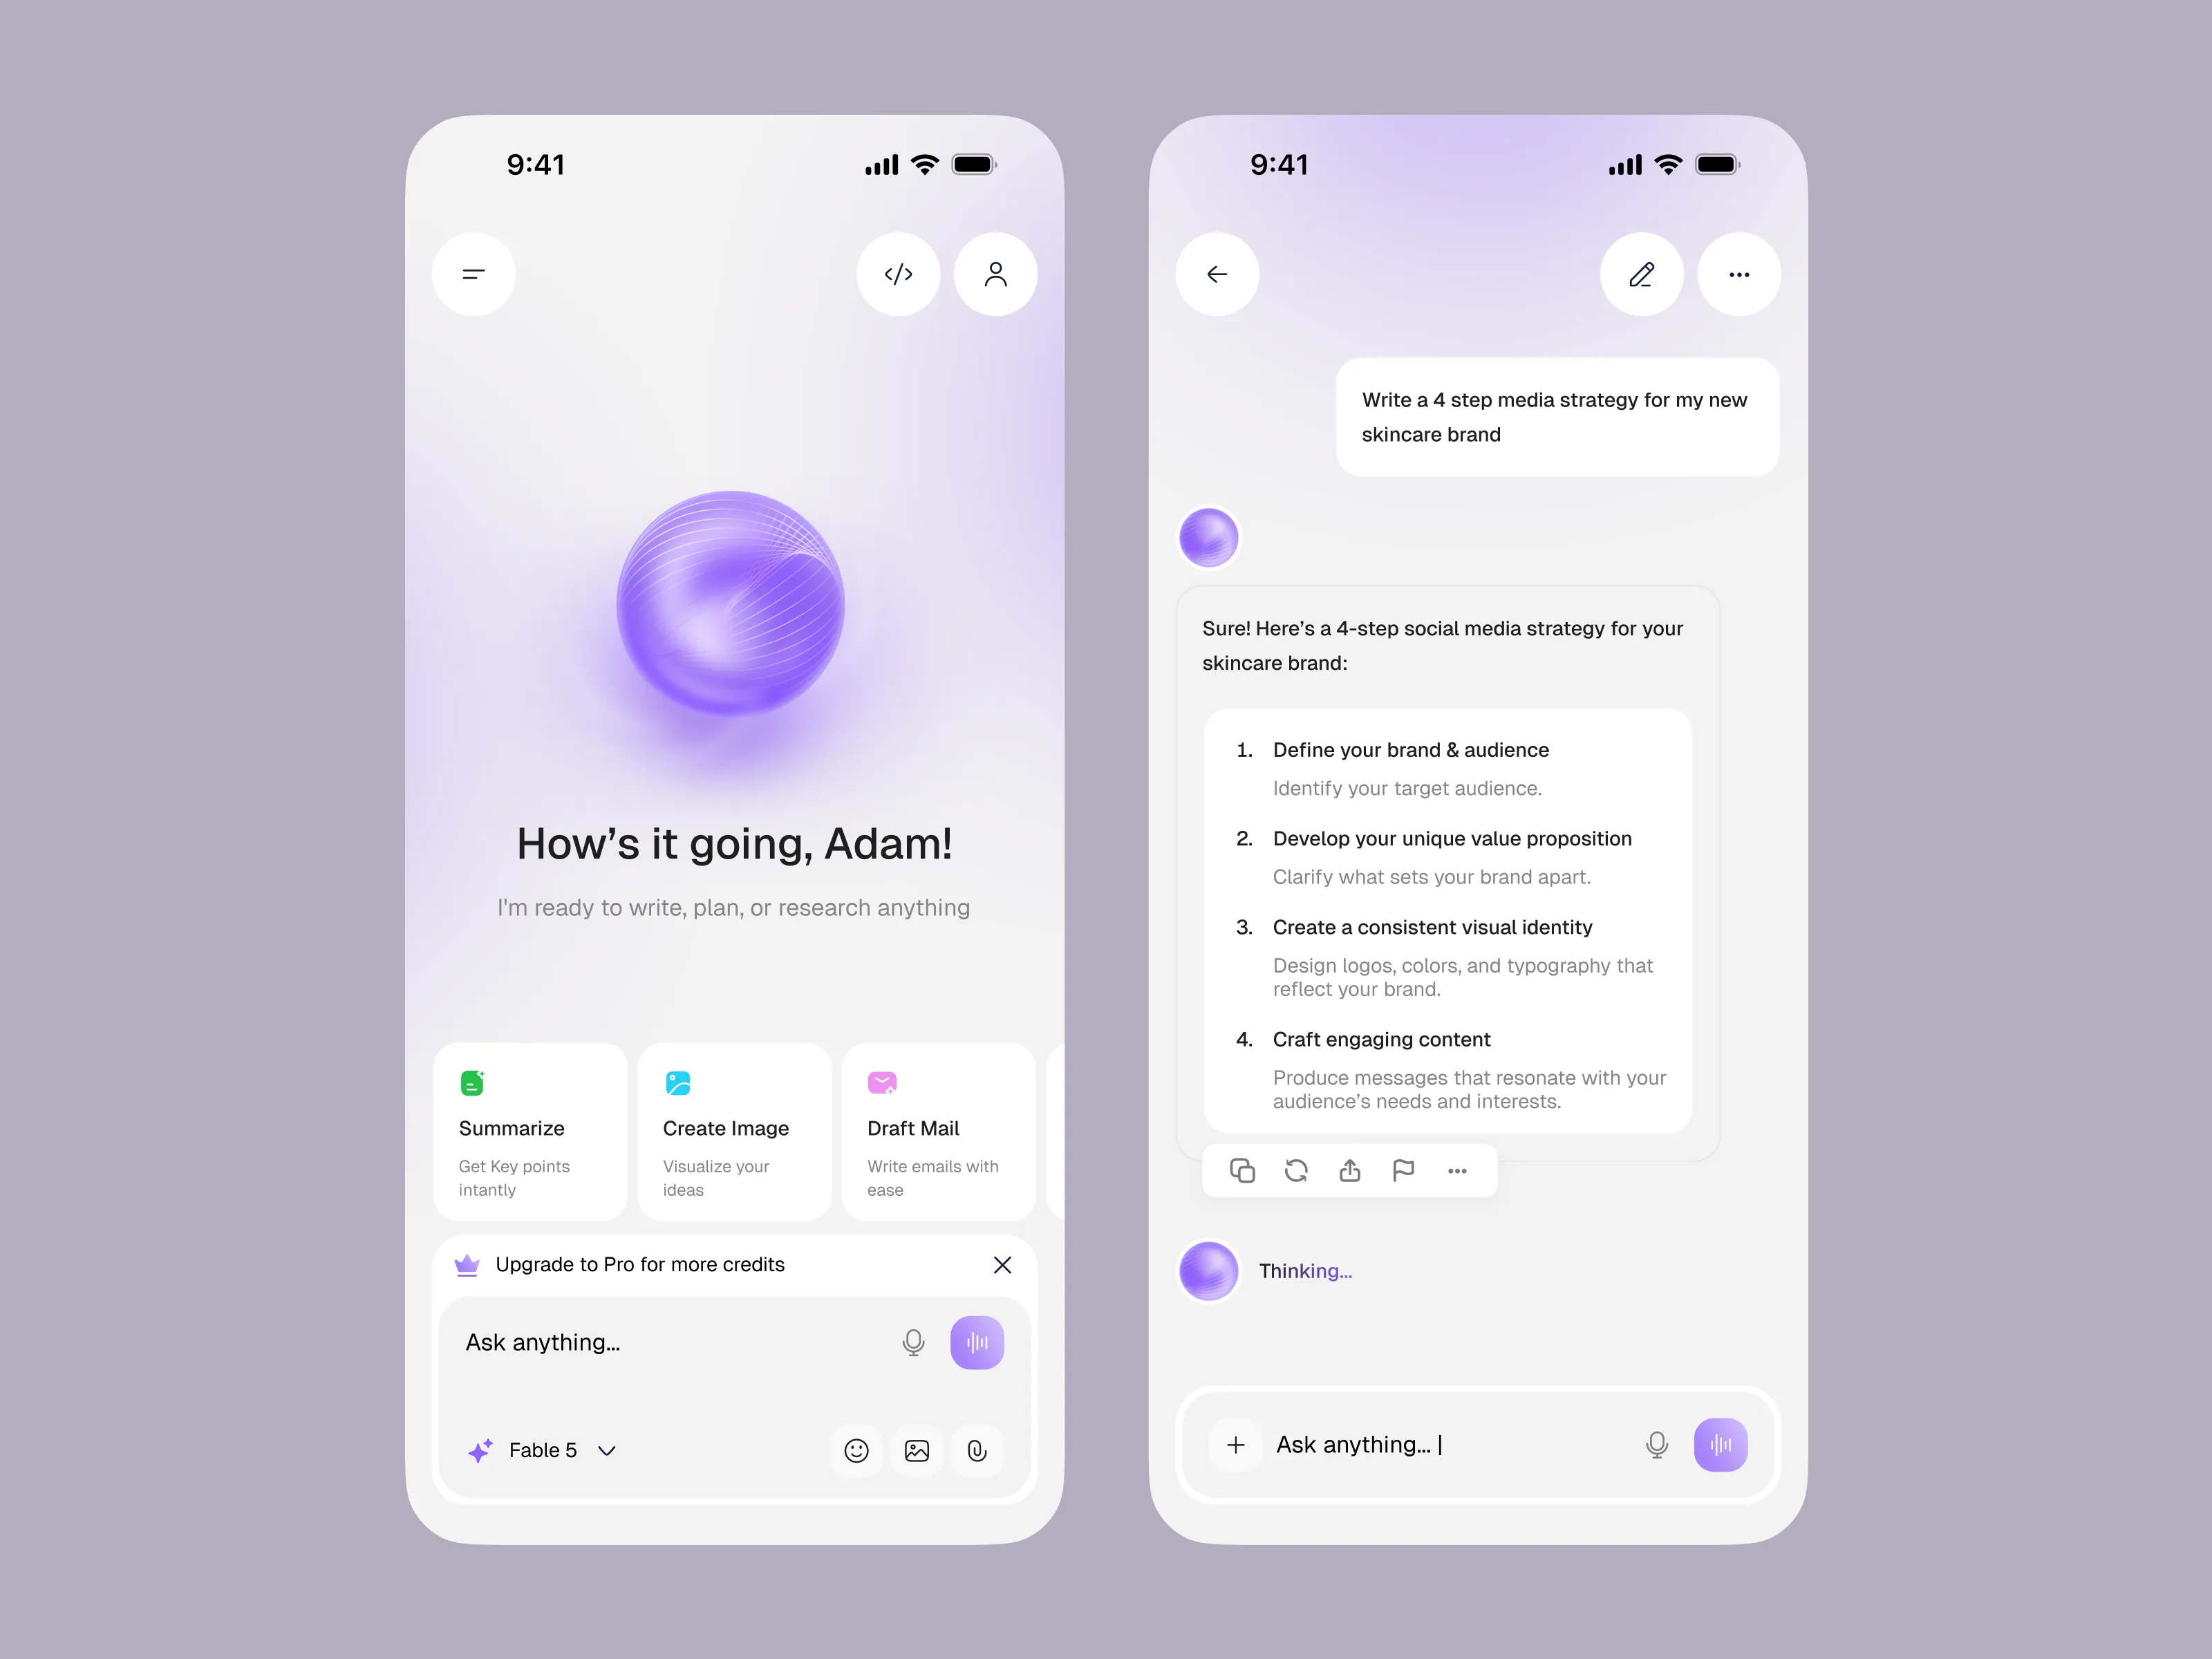 9:41
How’s it going, Adam!
I'm ready to write, plan, or research anything
Summarize
Get Key points
intantly
Create Image
Visualize your
ideas
Draft Mail
Write emails with
ease
Upgrade to Pro for more credits
Ask anything...
Fable 5
9:41
Write a 4 step media strategy for my new
skincare brand
Sure! Here’s a 4-step social media strategy for your
skincare brand:
1. Define your brand & audience
Identify your target audience.
2. Develop your unique value proposition
Clarify what sets your brand apart.
3. Create a consistent visual identity
Design logos, colors, and typography that
reflect your brand.
4. Craft engaging content
Produce messages that resonate with your
audience’s needs and interests.
Thinking...
Ask anything... |